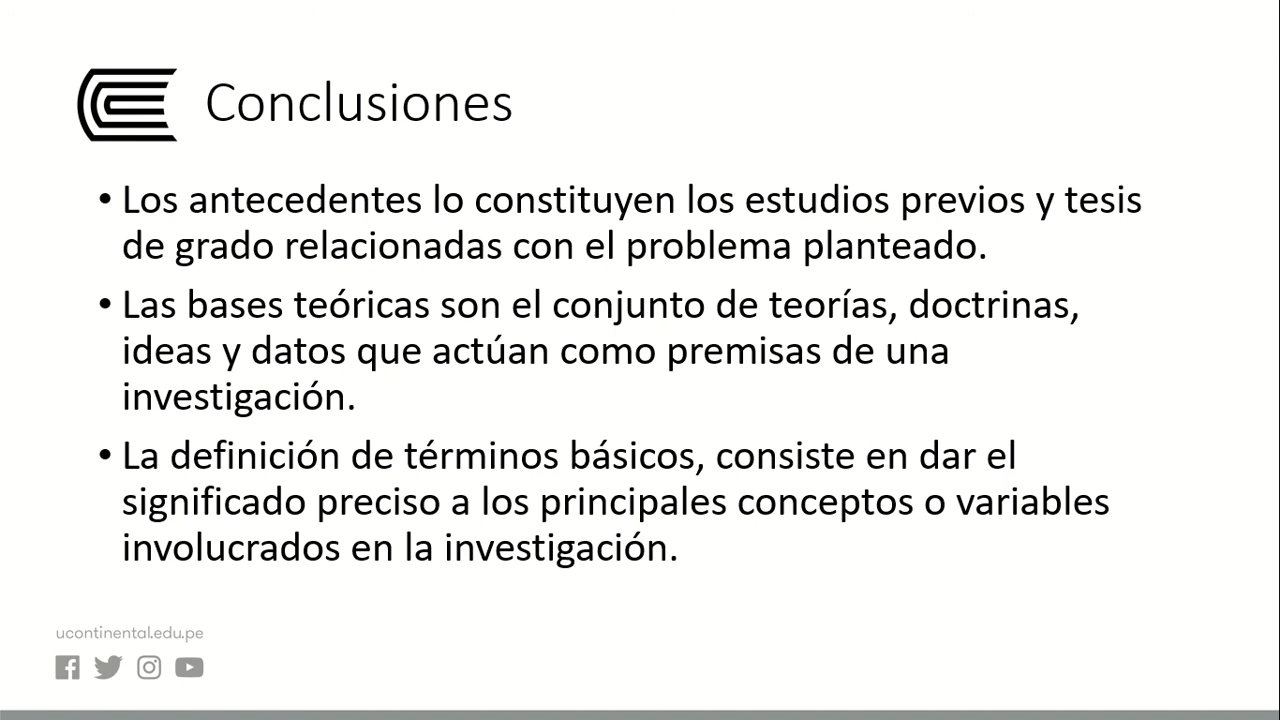 Conclusiones
• Los antecedentes lo constituyen los estudios previos y tesis
de grado relacionadas con el problema planteado.
• Las bases teóricas son el conjunto de teorías, doctrinas,
ideas y datos que actúan como premisas de una
investigación.
• La definición de términos básicos, consiste en dar el
significado preciso a los principales conceptos o variables
involucrados en la investigación.
ucontinental.edu.pe